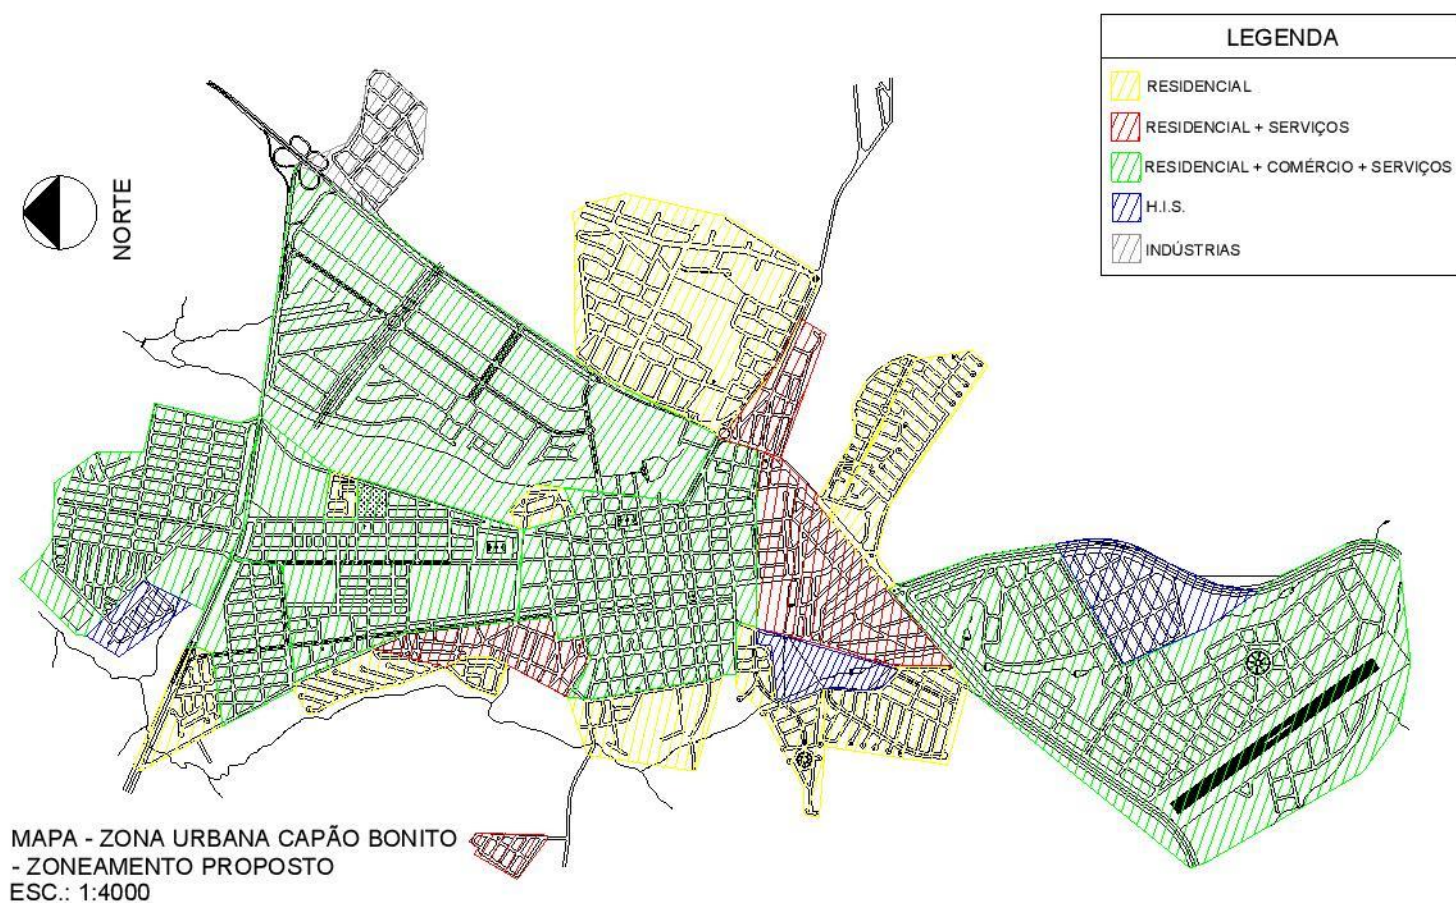 LEGENDA
RESIDENCIAL
RESIDENCIAL + SERVIÇOS
RESIDENCIAL + COMÉRCIO + SERVIÇOS
H.I.S.
INDÚSTRIAS
NORTE
MAPA - ZONA URBANA CAPÃO BONITO
- ZONEAMENTO PROPOSTO
ESC.: 1:4000